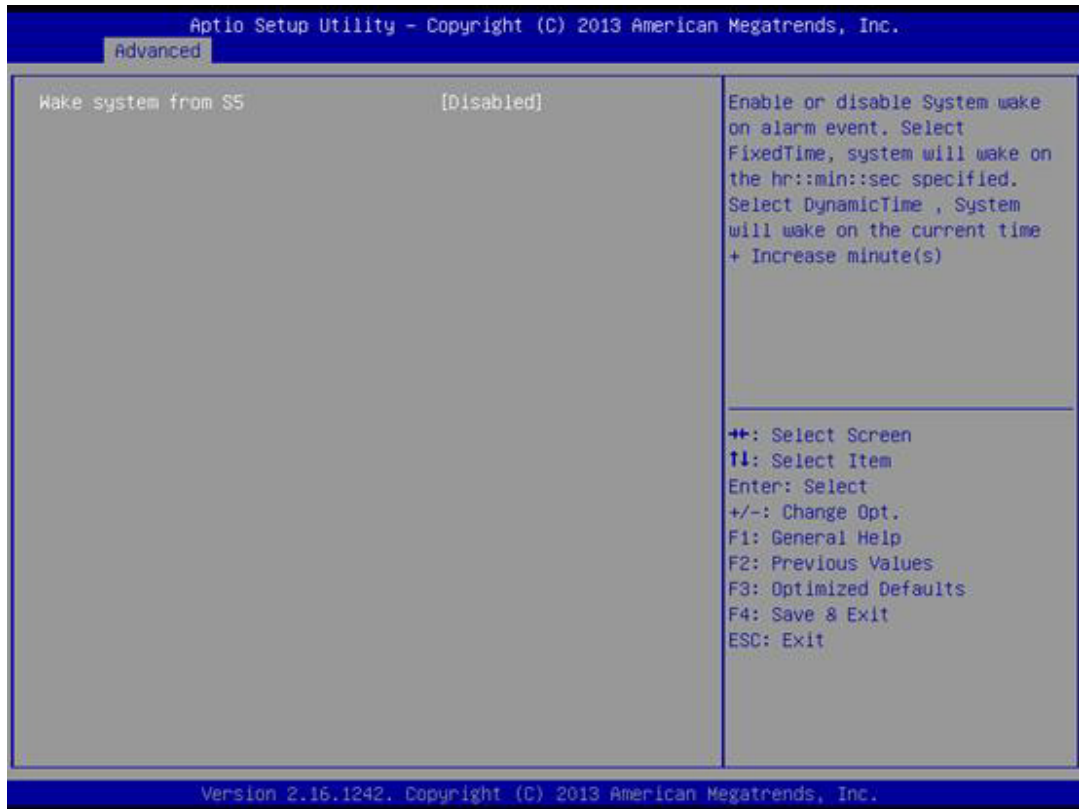 Aptio Setup Utility – Copyright (C) 2013 American Megatrends, Inc.
Advanced
Wake system from S5 [Disabled]
Enable or disable System wake
on alarm event. Select
FixedTime, system will wake on
the hr::min::sec specified.
Select DynamicTime , System
will wake on the current time
+ Increase minute(s)
→←: Select Screen
↑↓: Select Item
Enter: Select
+/-: Change Opt.
F1: General Help
F2: Previous Values
F3: Optimized Defaults
F4: Save & Exit
ESC: Exit
Version 2.16.1242. Copyright (C) 2013 American Megatrends, Inc.